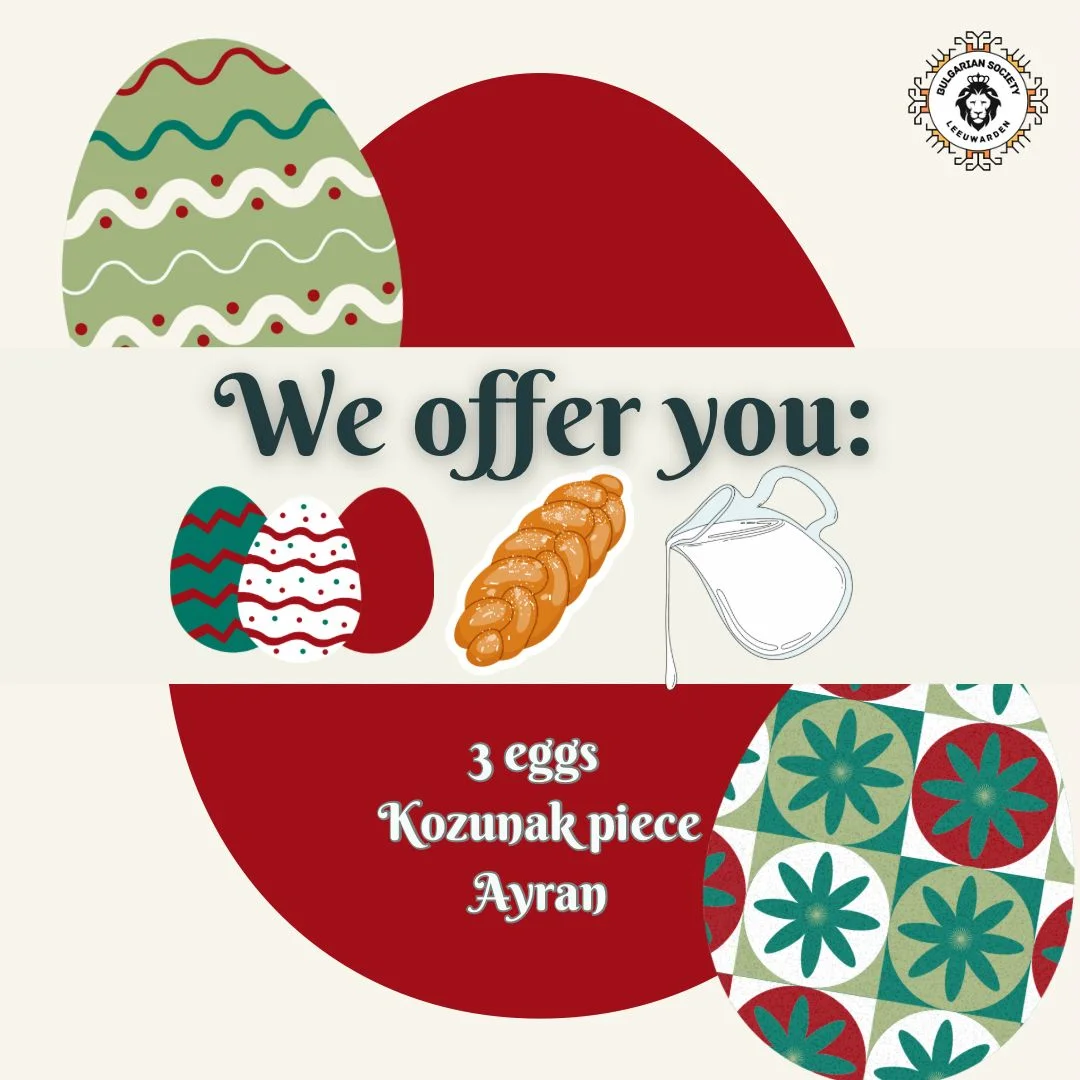 BULGARIAN SOCIETY
LEEUWARDEN
We offer you:
3 eggs
Kozunak piece
Ayran